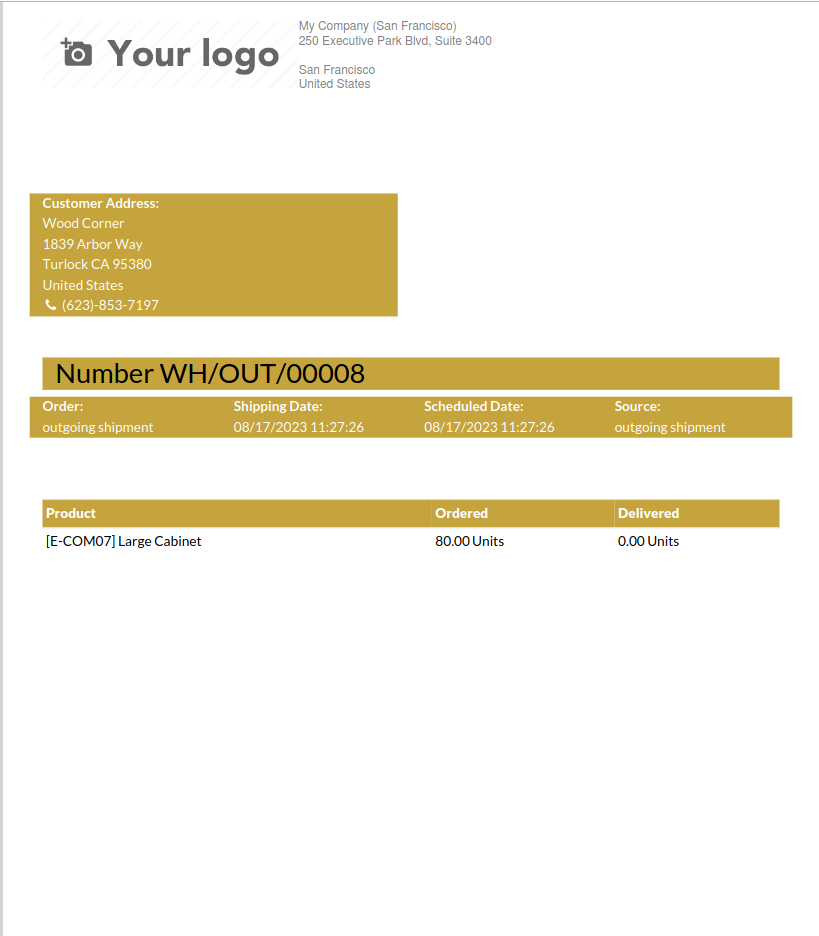 Your logo
My Company (San Francisco)
250 Executive Park Blvd, Suite 3400
San Francisco
United States
Customer Address:
Wood Corner
1839 Arbor Way
Turlock CA 95380
United States
(623)-853-7197
Number WH/OUT/00008
Order: Shipping Date: Scheduled Date: Source:
outgoing shipment 08/17/2023 11:27:26 08/17/2023 11:27:26 outgoing shipment
Product Ordered Delivered
[E-COM07] Large Cabinet 80.00 Units 0.00 Units